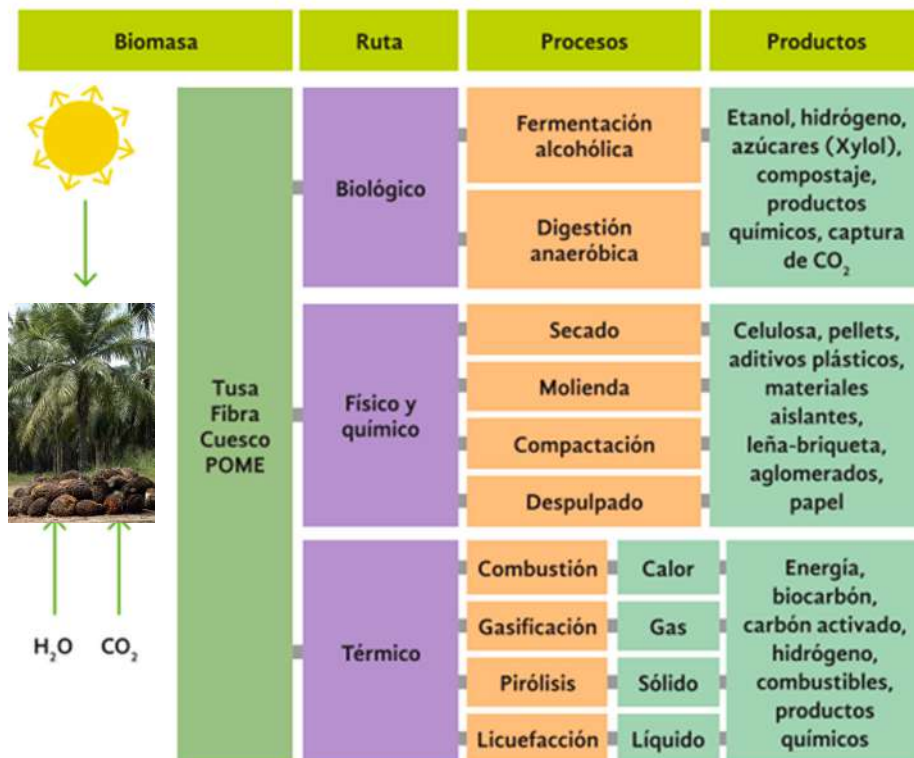 Biomasa
Ruta
Procesos
Productos
Tusa
Fibra
Cuesco
POME
H₂O
CO₂
Biológico
Fermentación
alcohólica
Digestión
anaeróbica
Etanol, hidrógeno,
azúcares (Xylol),
compostaje,
productos
químicos, captura
de CO₂
Físico y
químico
Secado
Molienda
Compactación
Despulpado
Celulosa, pellets,
aditivos plásticos,
materiales
aislantes,
leña-briqueta,
aglomerados,
papel
Térmico
Combustión
Calor
Gasificación
Gas
Pirólisis
Sólido
Licuefacción
Líquido
Energía,
biocarbón,
carbón activado,
hidrógeno,
combustibles,
productos
químicos